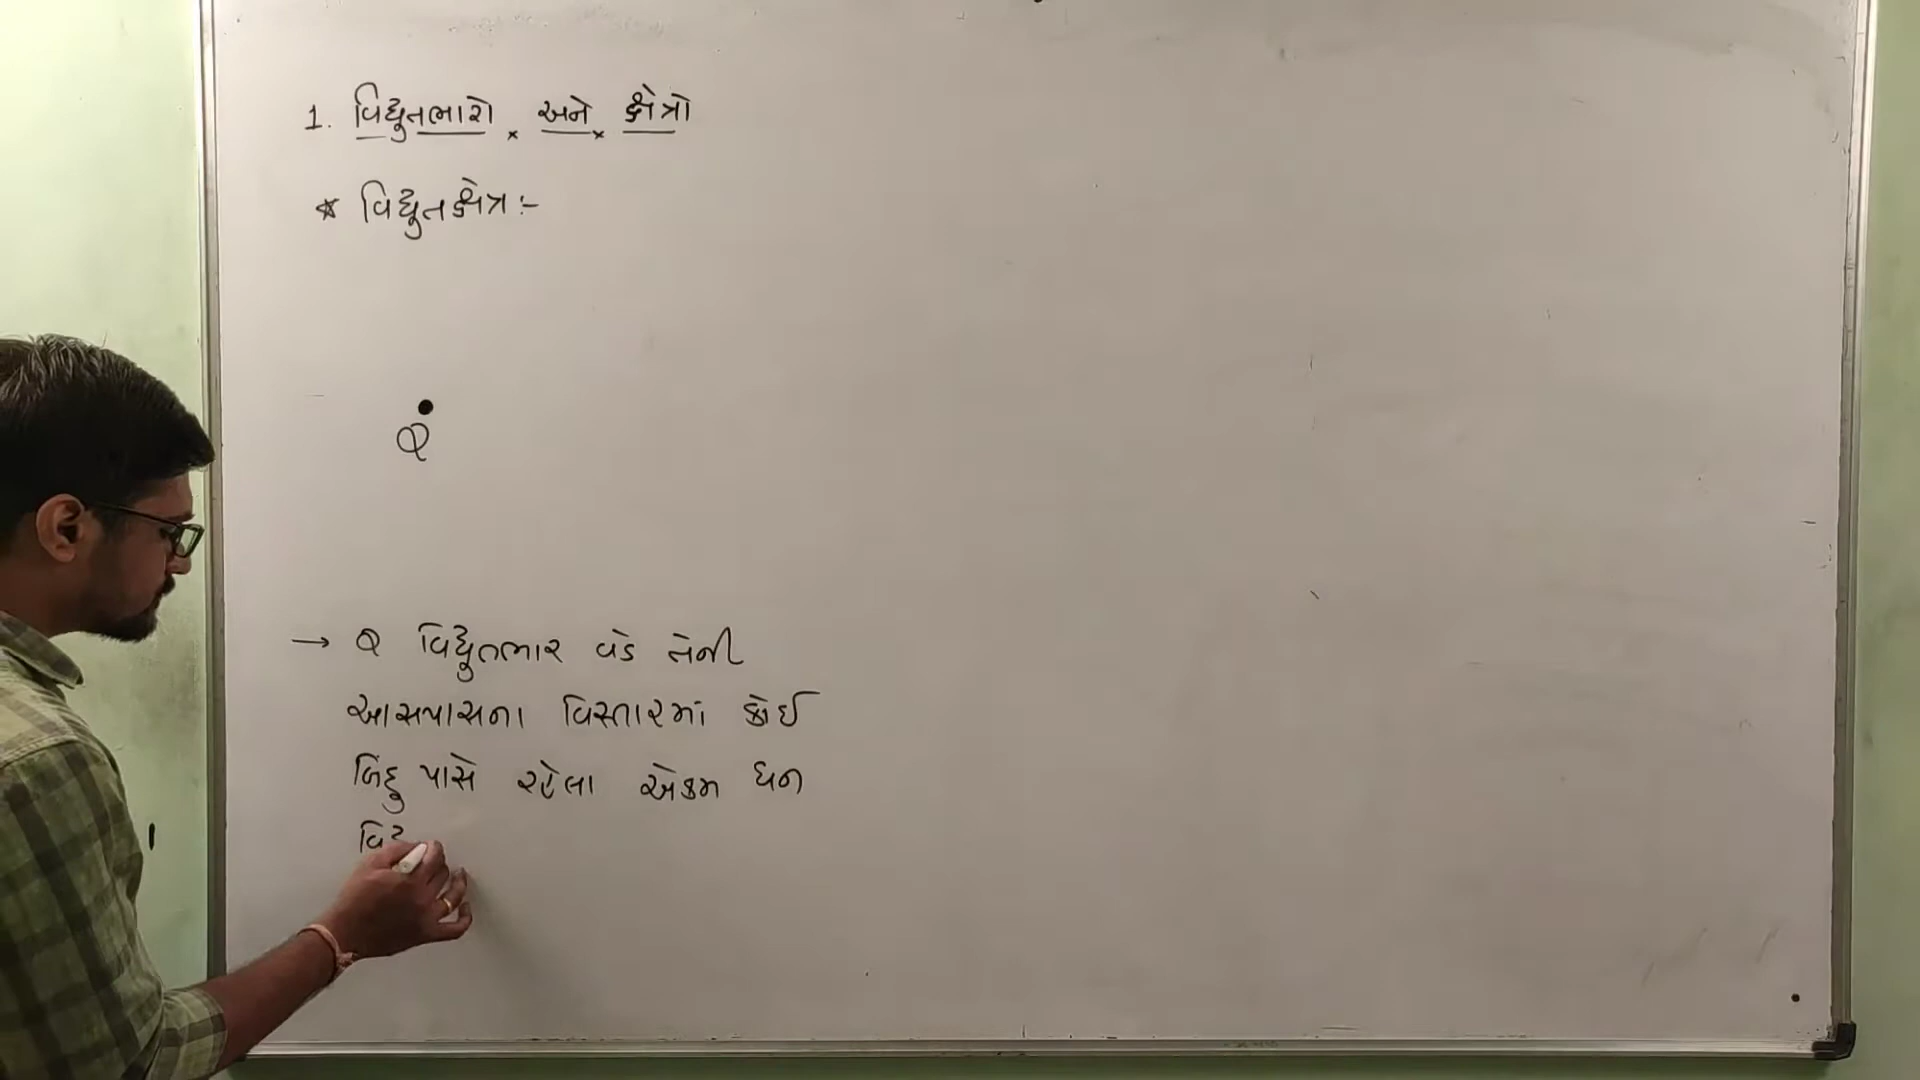 1. વિદ્યુતભારો અને ક્ષેત્રો
* વિદ્યુતક્ષેત્ર :-
Q
→ Q વિદ્યુતભાર વડે તેની
આસપાસના વિસ્તારમાં કોઈ
બિંદુ પાસે રહેલા એકમ ધન